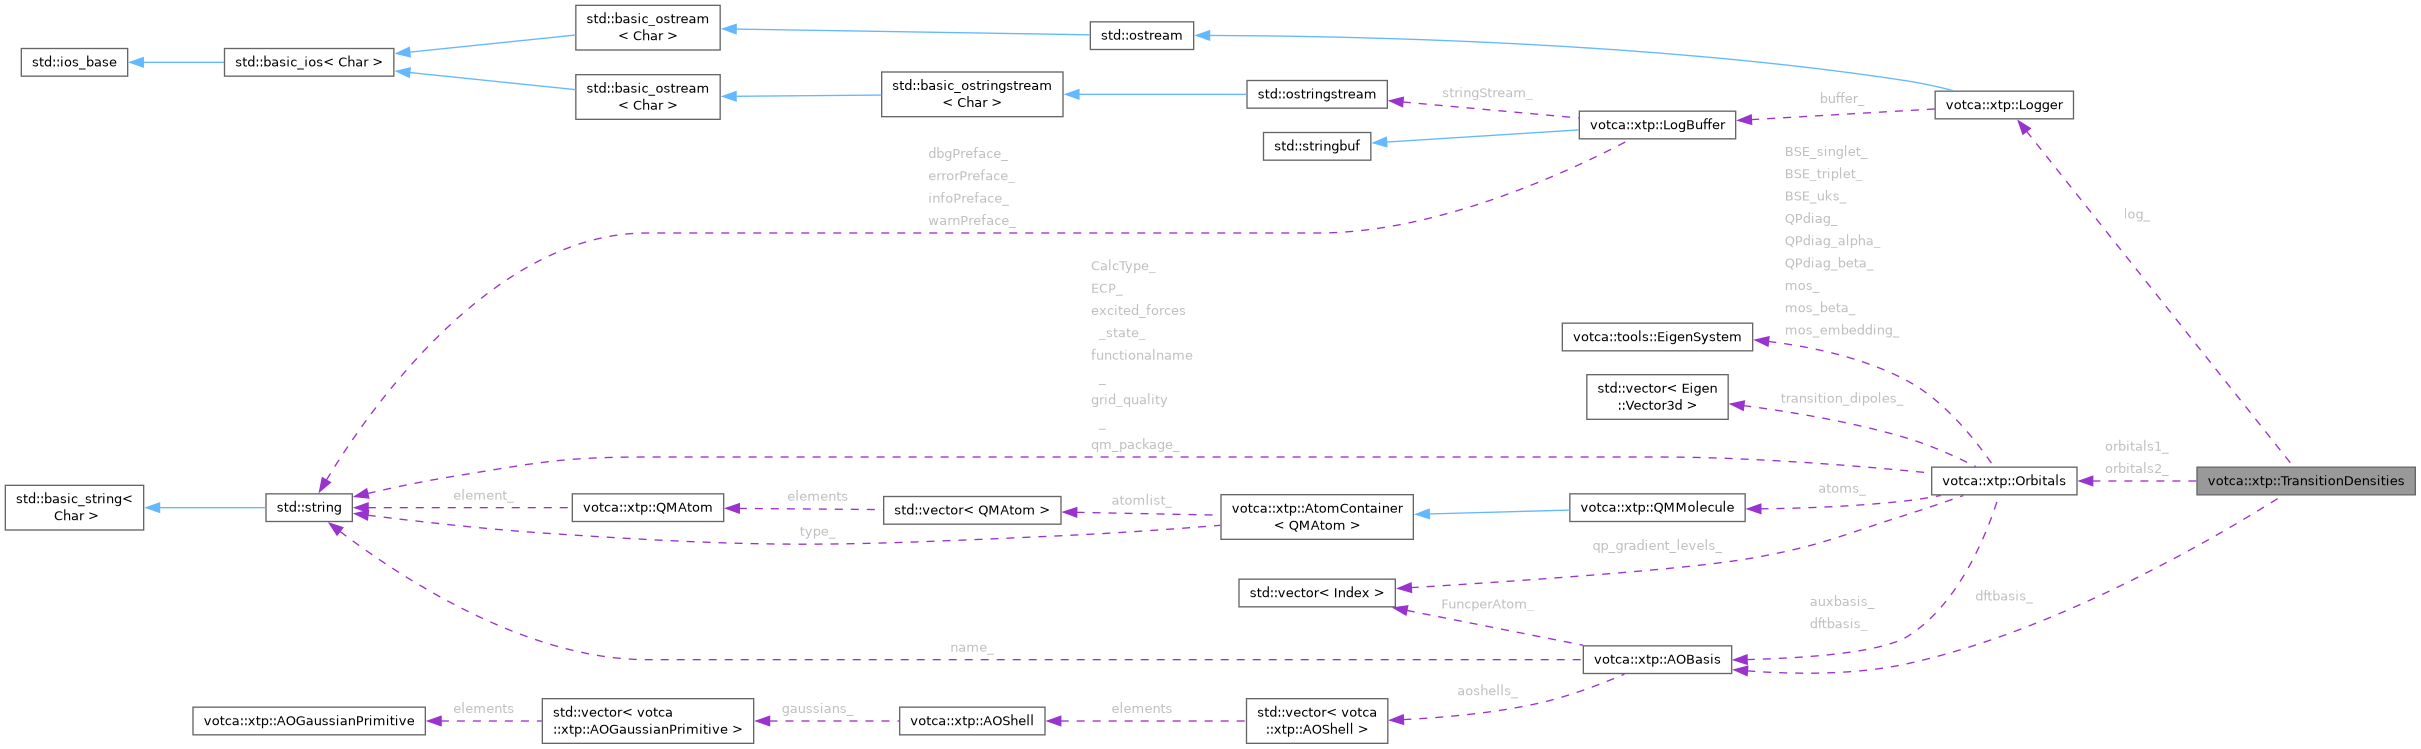 std::basic_ostream
< Char >
std::ostream
std::ios_base
std::basic_ios< Char >
std::basic_ostream
< Char >
std::basic_ostringstream
< Char >
std::ostringstream
stringStream_
buffer_
votca::xtp::Logger
votca::xtp::LogBuffer
std::stringbuf
dbgPreface_
errorPreface_
infoPreface_
warnPreface_
BSE_singlet_
BSE_triplet_
BSE_uks_
QPdiag_
QPdiag_alpha_
QPdiag_beta_
mos_
mos_beta_
mos_embedding_
log_
CalcType_
ECP_
excited_forces
_state_
functionalname
_
grid_quality
_
qm_package_
votca::tools::EigenSystem
std::vector< Eigen
::Vector3d >
transition_dipoles_
orbitals1_
orbitals2_
votca::xtp::Orbitals
votca::xtp::TransitionDensities
std::basic_string<
Char >
std::string
element_
votca::xtp::QMAtom
elements
std::vector< QMAtom >
atomlist_
votca::xtp::AtomContainer
< QMAtom >
votca::xtp::QMMolecule
atoms_
type_
qp_gradient_levels_
std::vector< Index >
FuncperAtom_
auxbasis_
dftbasis_
dftbasis_
name_
votca::xtp::AOBasis
aoshells_
votca::xtp::AOGaussianPrimitive
elements
std::vector< votca
::xtp::AOGaussianPrimitive >
gaussians_
votca::xtp::AOShell
elements
std::vector< votca
::xtp::AOShell >